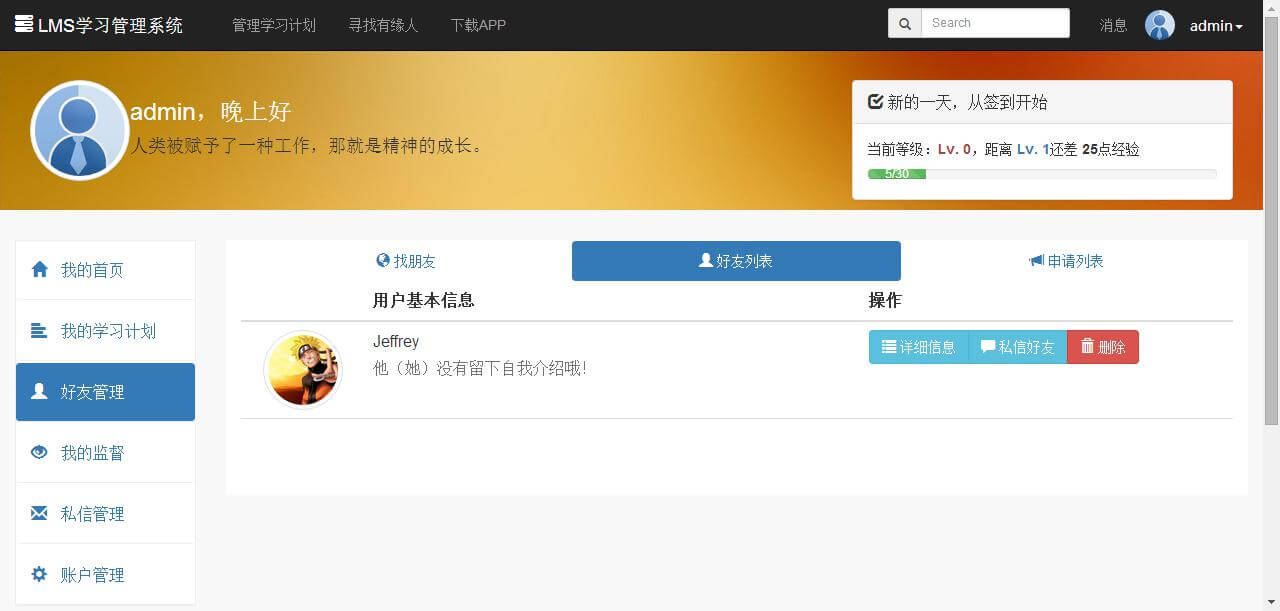 LMS学习管理系统 管理学习计划 寻找有缘人 下载APP Search 消息 admin
admin，晚上好
人类被赋予了一种工作，那就是精神的成长。
新的一天，从签到开始
当前等级：Lv. 0，距离 Lv. 1还差 25点经验
5/30
我的首页
我的学习计划
好友管理
我的监督
私信管理
账户管理
找朋友 好友列表 申请列表
用户基本信息 操作
Jeffrey
他（她）没有留下自我介绍哦！
详细信息 私信好友 删除